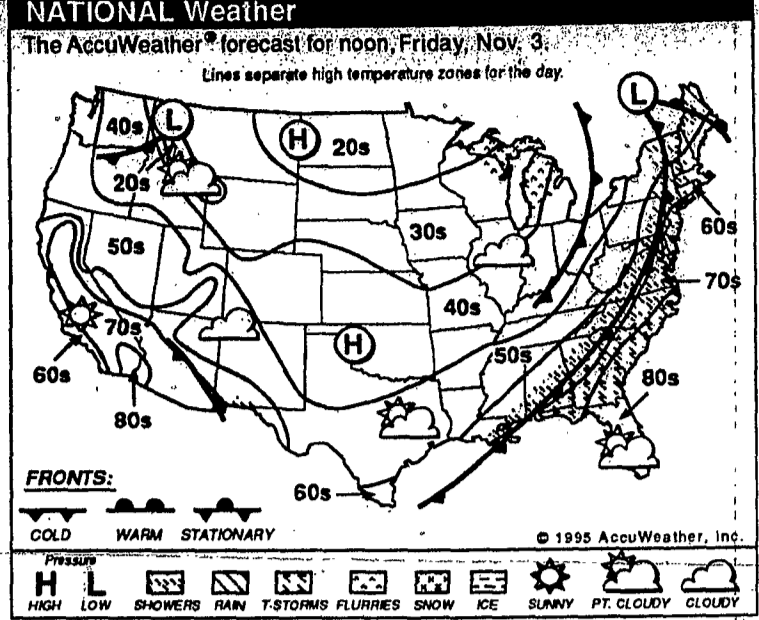 NATIONAL Weather
The AccuWeather® forecast for noon, Friday, Nov. 3.
Lines separate high temperature zones for the day.
40s
L
H
20s
L
20s
30s
60s
50s
70s
40s
70s
H
50s
60s
80s
80s
60s
FRONTS:
COLD WARM STATIONARY
© 1995 AccuWeather, Inc.
Pressure
H L
HIGH LOW SHOWERS RAIN T-STORMS FLURRIES SNOW ICE SUNNY PT. CLOUDY CLOUDY